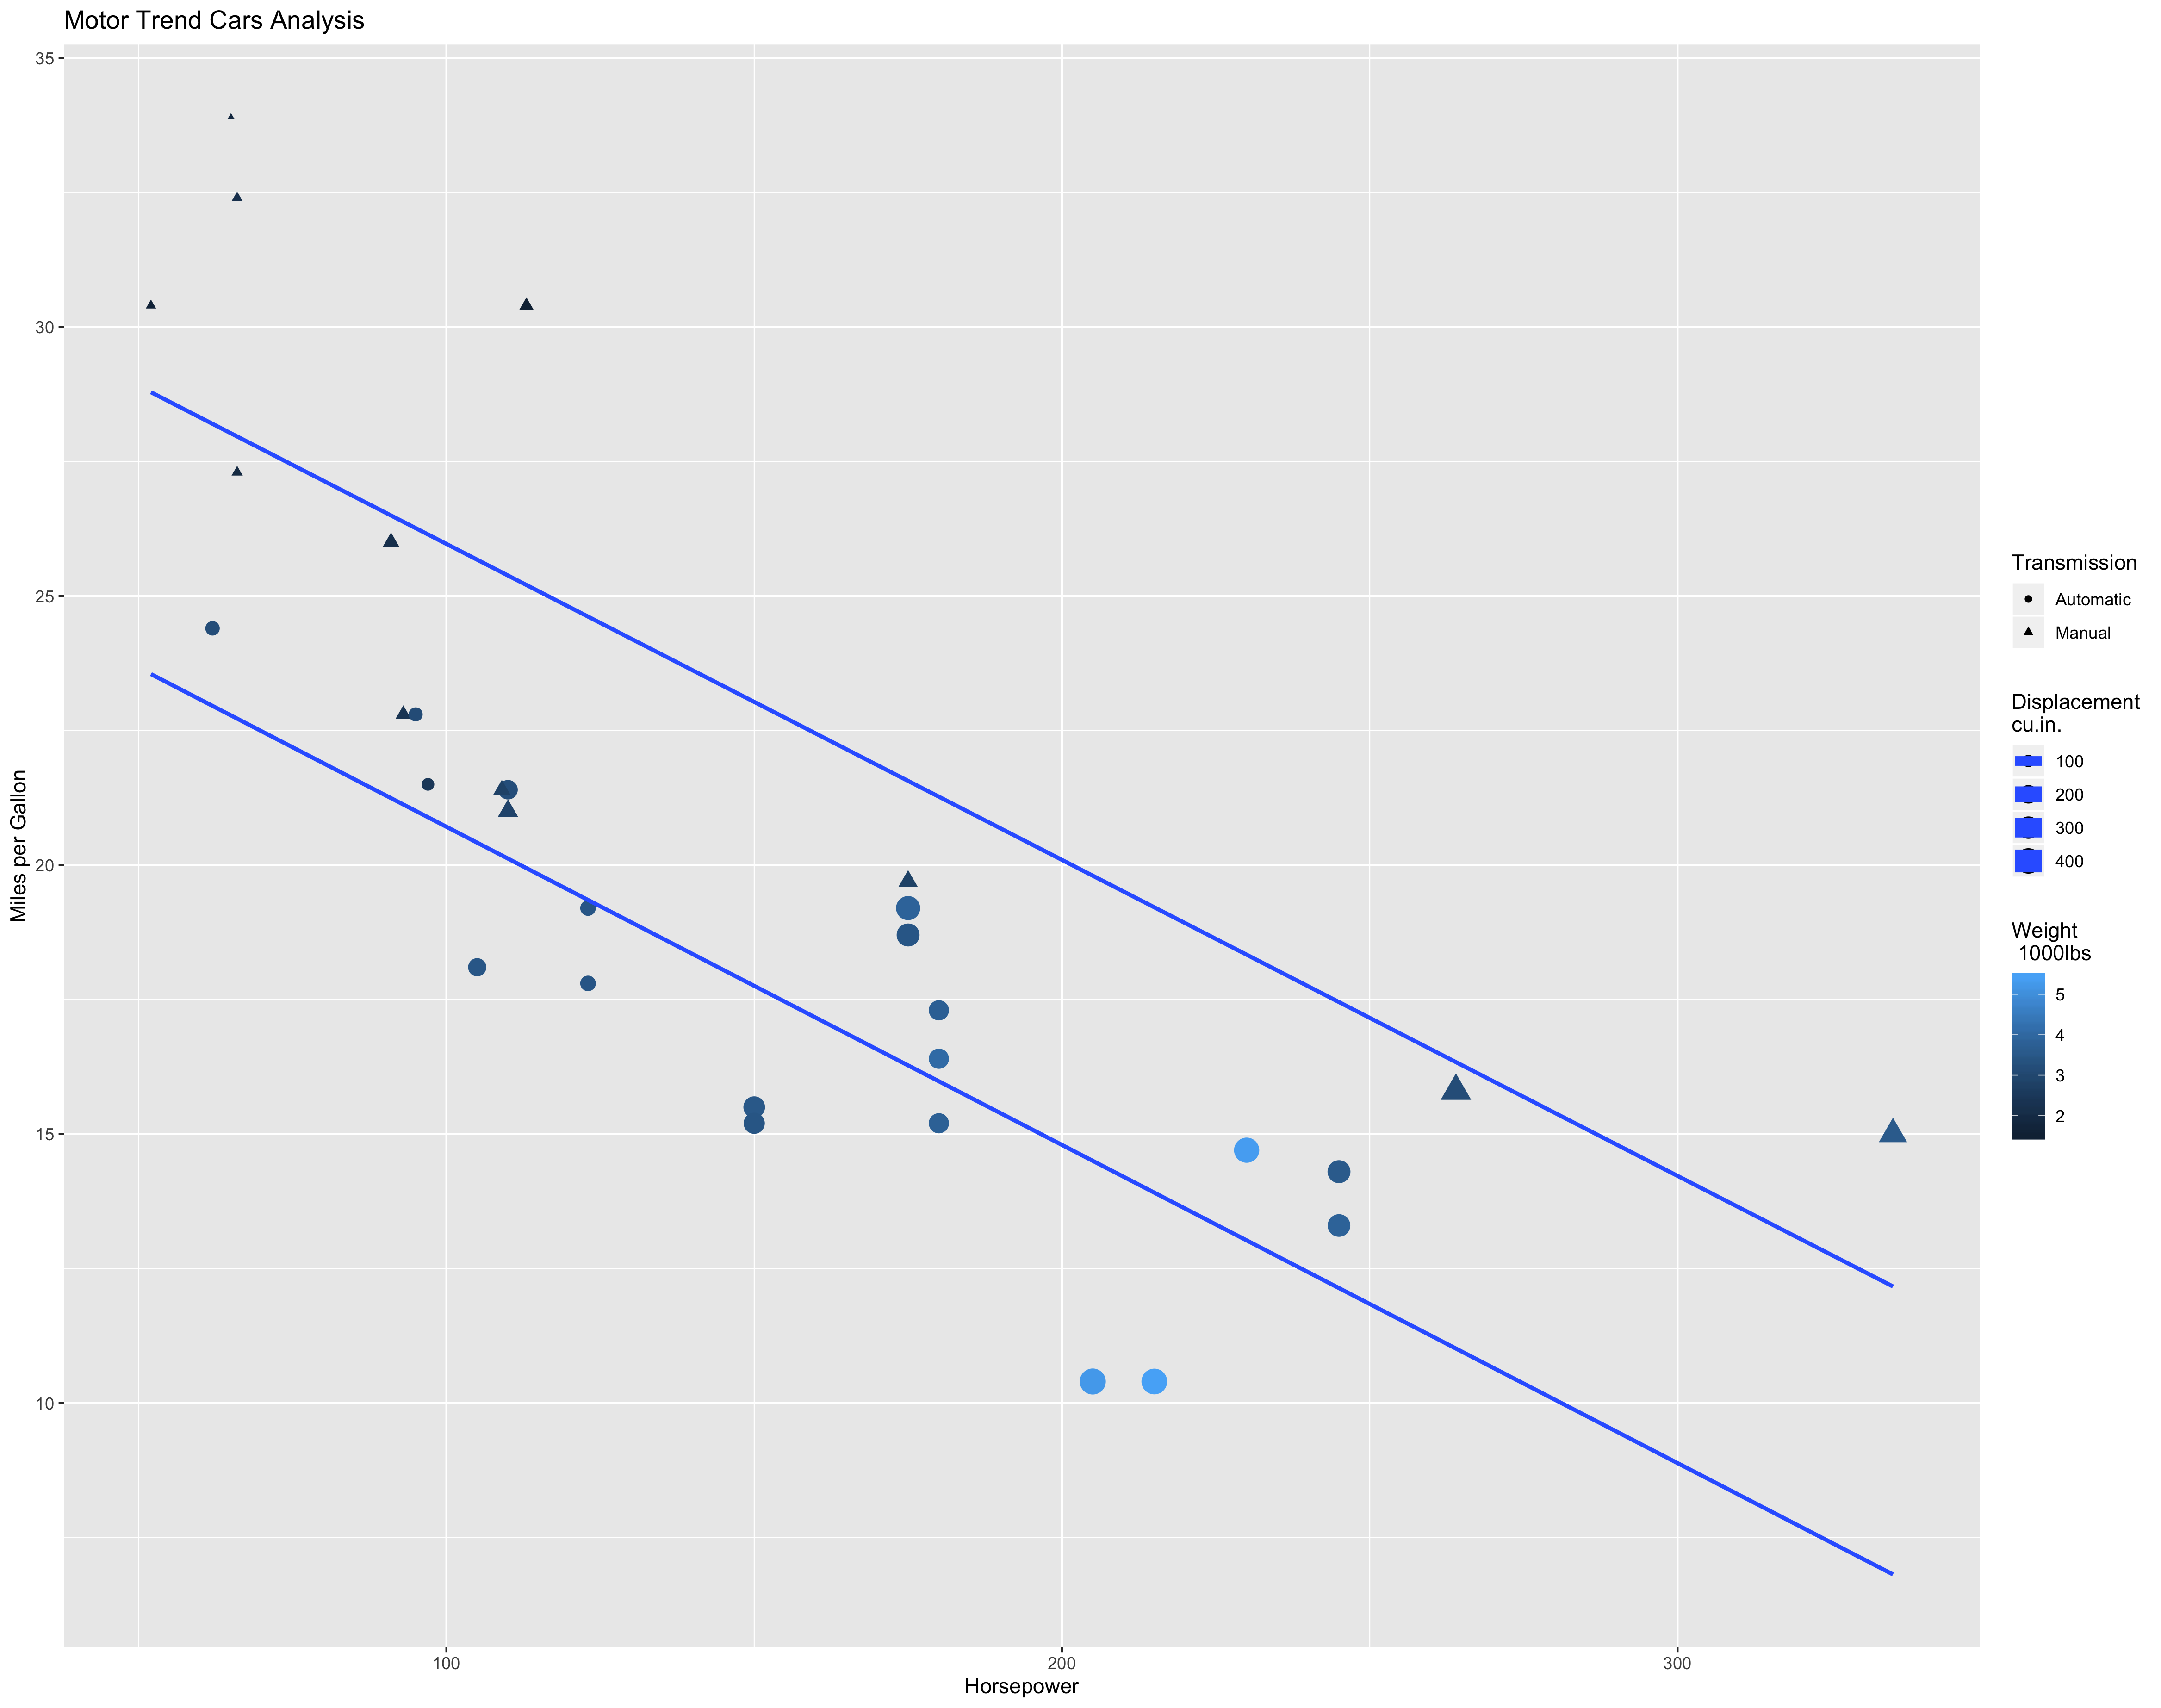 Motor Trend Cars Analysis
35
30
25
20
15
10
Miles per Gallon
100
200
300
Horsepower
Transmission
Automatic
Manual
Displacement
cu.in.
100
200
300
400
Weight
1000lbs
5
4
3
2